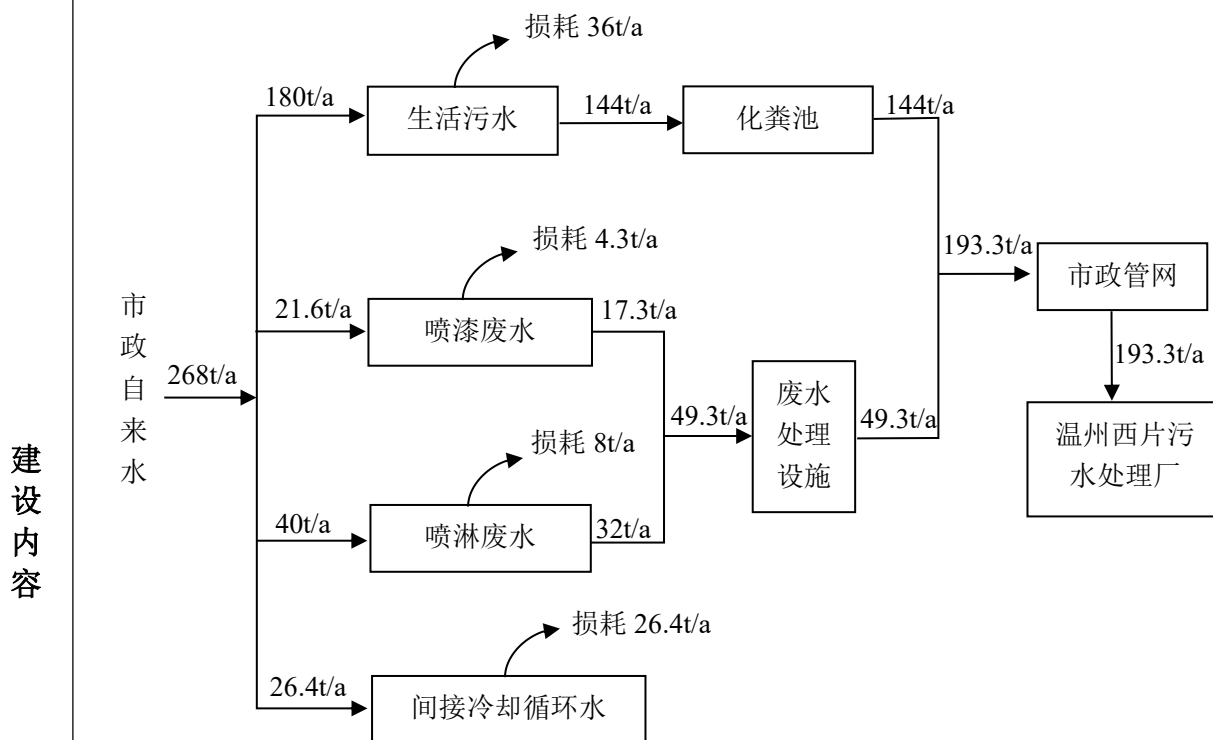 建
设
内
容
市
政
自
来
水
268t/a
损耗 36t/a
180t/a
生活污水
144t/a
化粪池
144t/a
损耗 4.3t/a
21.6t/a
喷漆废水
17.3t/a
损耗 8t/a
40t/a
喷淋废水
32t/a
49.3t/a
废水
处理
设施
49.3t/a
193.3t/a
市政管网
193.3t/a
温州西片污
水处理厂
损耗 26.4t/a
26.4t/a
间接冷却循环水